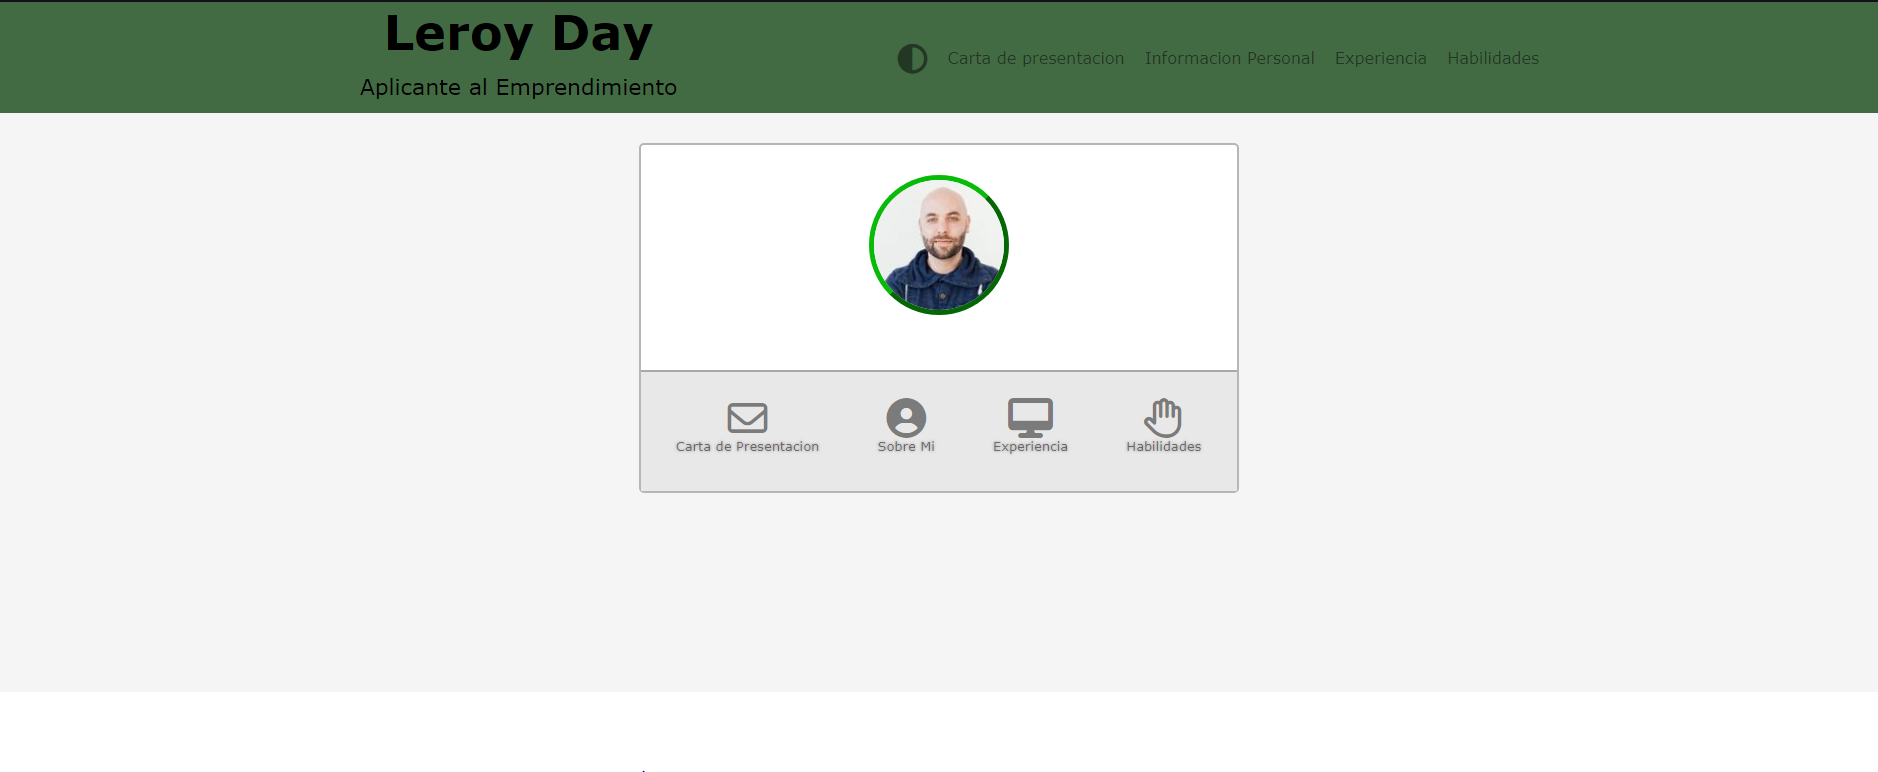 Leroy Day
Aplicante al Emprendimiento
Carta de presentacion Informacion Personal Experiencia Habilidades
Carta de Presentacion Sobre Mi Experiencia Habilidades